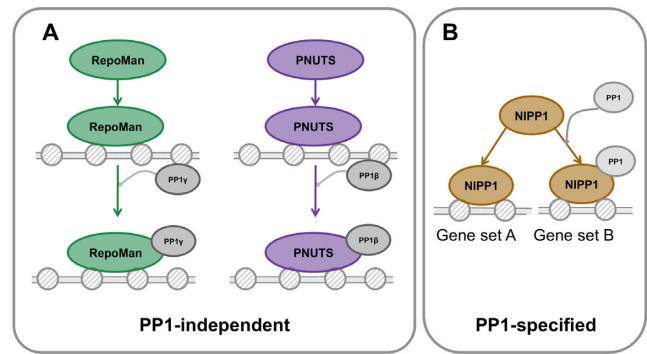 A
RepoMan
RepoMan
PP1γ
RepoMan
PP1γ
PNUTS
PNUTS
PP1β
PNUTS
PP1β
PP1-independent
B
PP1
NIPP1
PP1
NIPP1
NIPP1
Gene set A
Gene set B
PP1-specified